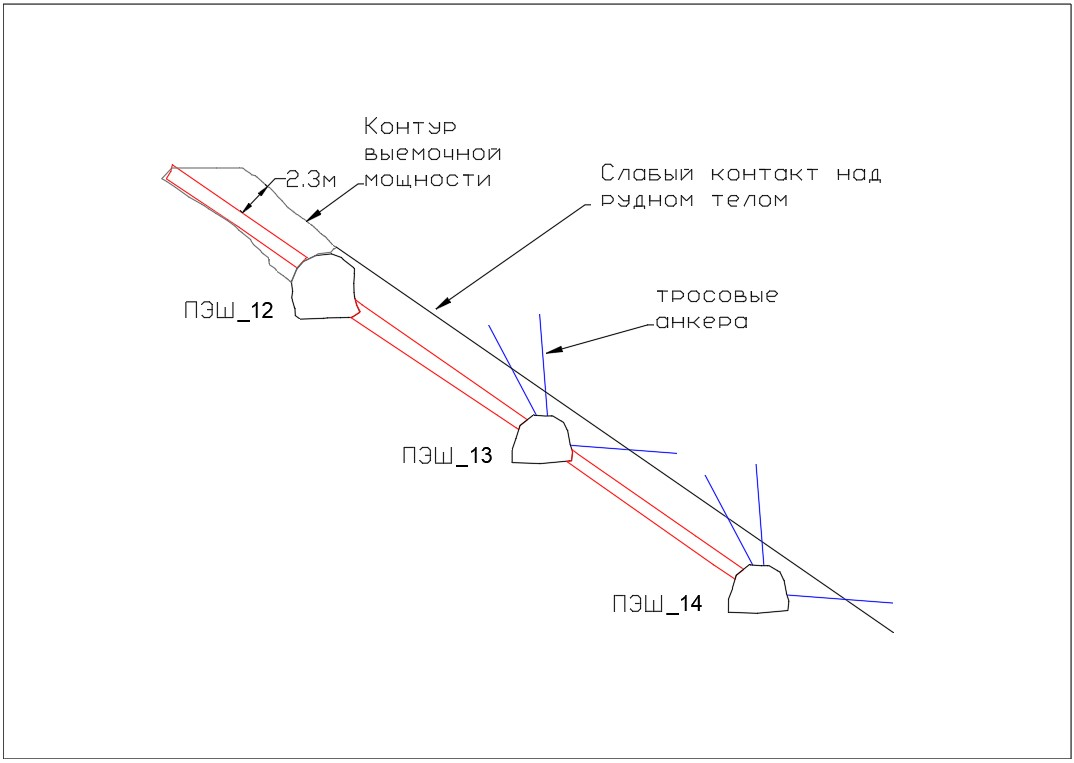 Контур
выемочной
мощности
2.3м
Слабый контакт над
рудном телом
тросовые
анкера
ПЭШ_12
ПЭШ_13
ПЭШ_14